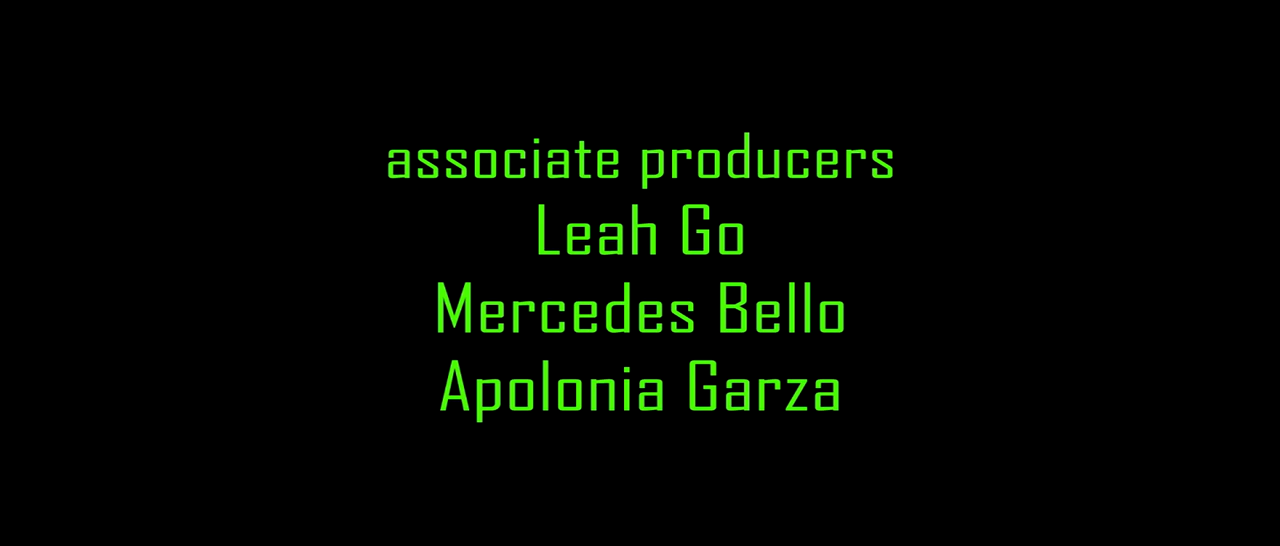 associate producers
Leah Go
Mercedes Bello
Apolonia Garza